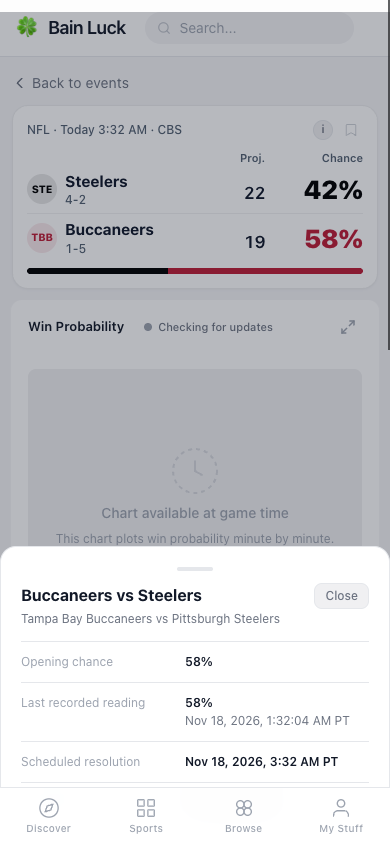 Bain Luck
Search...
Back to events
NFL · Today 3:32 AM · CBS
i
Proj.
Chance
STE
Steelers
4-2
22
42%
TBB
Buccaneers
1-5
19
58%
Win Probability
Checking for updates
Chart available at game time
This chart plots win probability minute by minute.
Buccaneers vs Steelers
Close
Tampa Bay Buccaneers vs Pittsburgh Steelers
Opening chance
58%
Last recorded reading
58%
Nov 18, 2026, 1:32:04 AM PT
Scheduled resolution
Nov 18, 2026, 3:32 AM PT
Discover
Sports
Browse
My Stuff